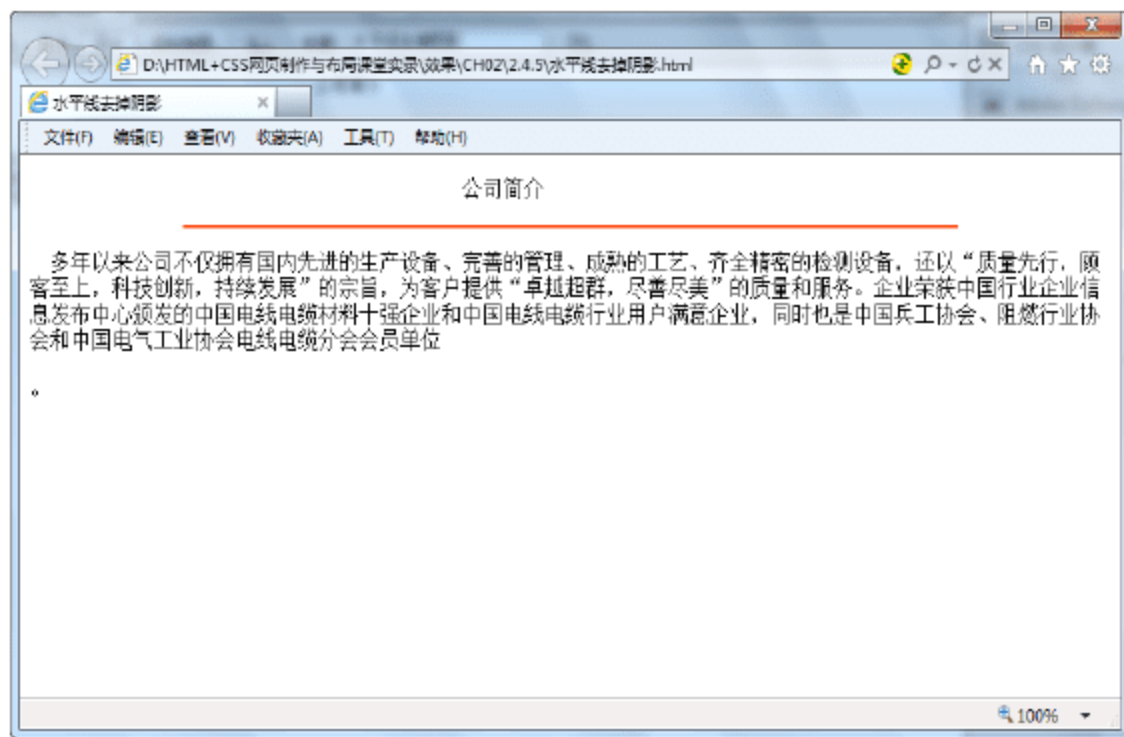 D:\HTML+CSS网页制作与布局课堂实录\效果\CH02\2.4.5\水平线去掉阴影.html
水平线去掉阴影
文件(F) 编辑(E) 查看(V) 收藏夹(A) 工具(T) 帮助(H)
公司简介
多年以来公司不仅拥有国内先进的生产设备、完善的管理、成熟的工艺、齐全精密的检测设备，还以“质量先行，顾
客至上，科技创新，持续发展”的宗旨，为客户提供“卓越超群，尽善尽美”的质量和服务。企业荣获中国行业企业信
息发布中心颁发的中国电线电缆材料十强企业和中国电线电缆行业用户满意企业，同时也是中国兵工协会、阻燃行业协
会和中国电气工业协会电线电缆分会会员单位
。
100%